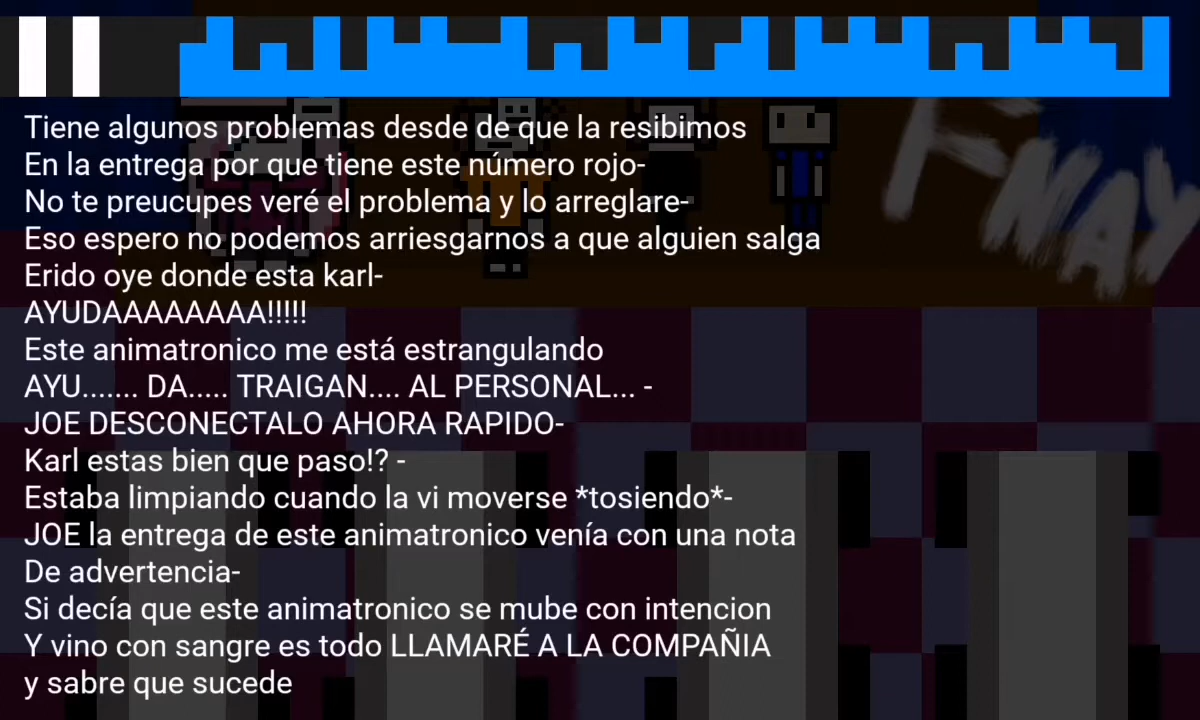 FMAY
Tiene algunos problemas desde de que la resibimos
En la entrega por que tiene este número rojo-
No te preucupes veré el problema y lo arreglare-
Eso espero no podemos arriesgarnos a que alguien salga
Erido oye donde esta karl-
AYUDAAAAAAAA!!!!!
Este animatronico me está estrangulando
AYU....... DA..... TRAIGAN.... AL PERSONAL... -
JOE DESCONECTALO AHORA RAPIDO-
Karl estas bien que paso!? -
Estaba limpiando cuando la vi moverse *tosiendo*-
JOE la entrega de este animatronico venía con una nota
De advertencia-
Si decía que este animatronico se mube con intencion
Y vino con sangre es todo LLAMARÉ A LA COMPAÑIA
y sabre que sucede